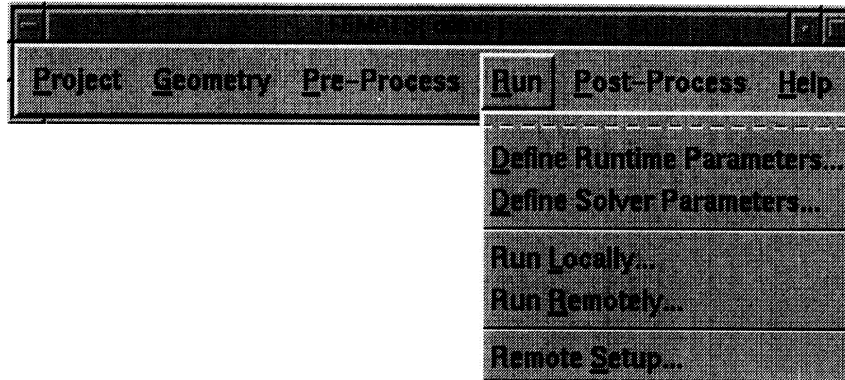 Project Geometry Pre-Process Run Post-Process Help
Define Runtime Parameters...
Define Solver Parameters...
Run Locally...
Run Remotely...
Remote Setup...